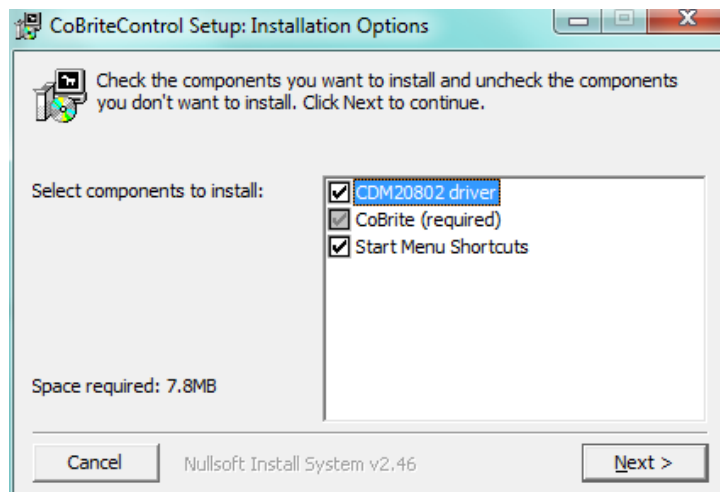 CoBriteControl Setup: Installation Options
Check the components you want to install and uncheck the components
you don't want to install. Click Next to continue.
Select components to install:
CDM20802 driver
CoBrite (required)
Start Menu Shortcuts
Space required: 7.8MB
Cancel
Nullsoft Install System v2.46
Next >